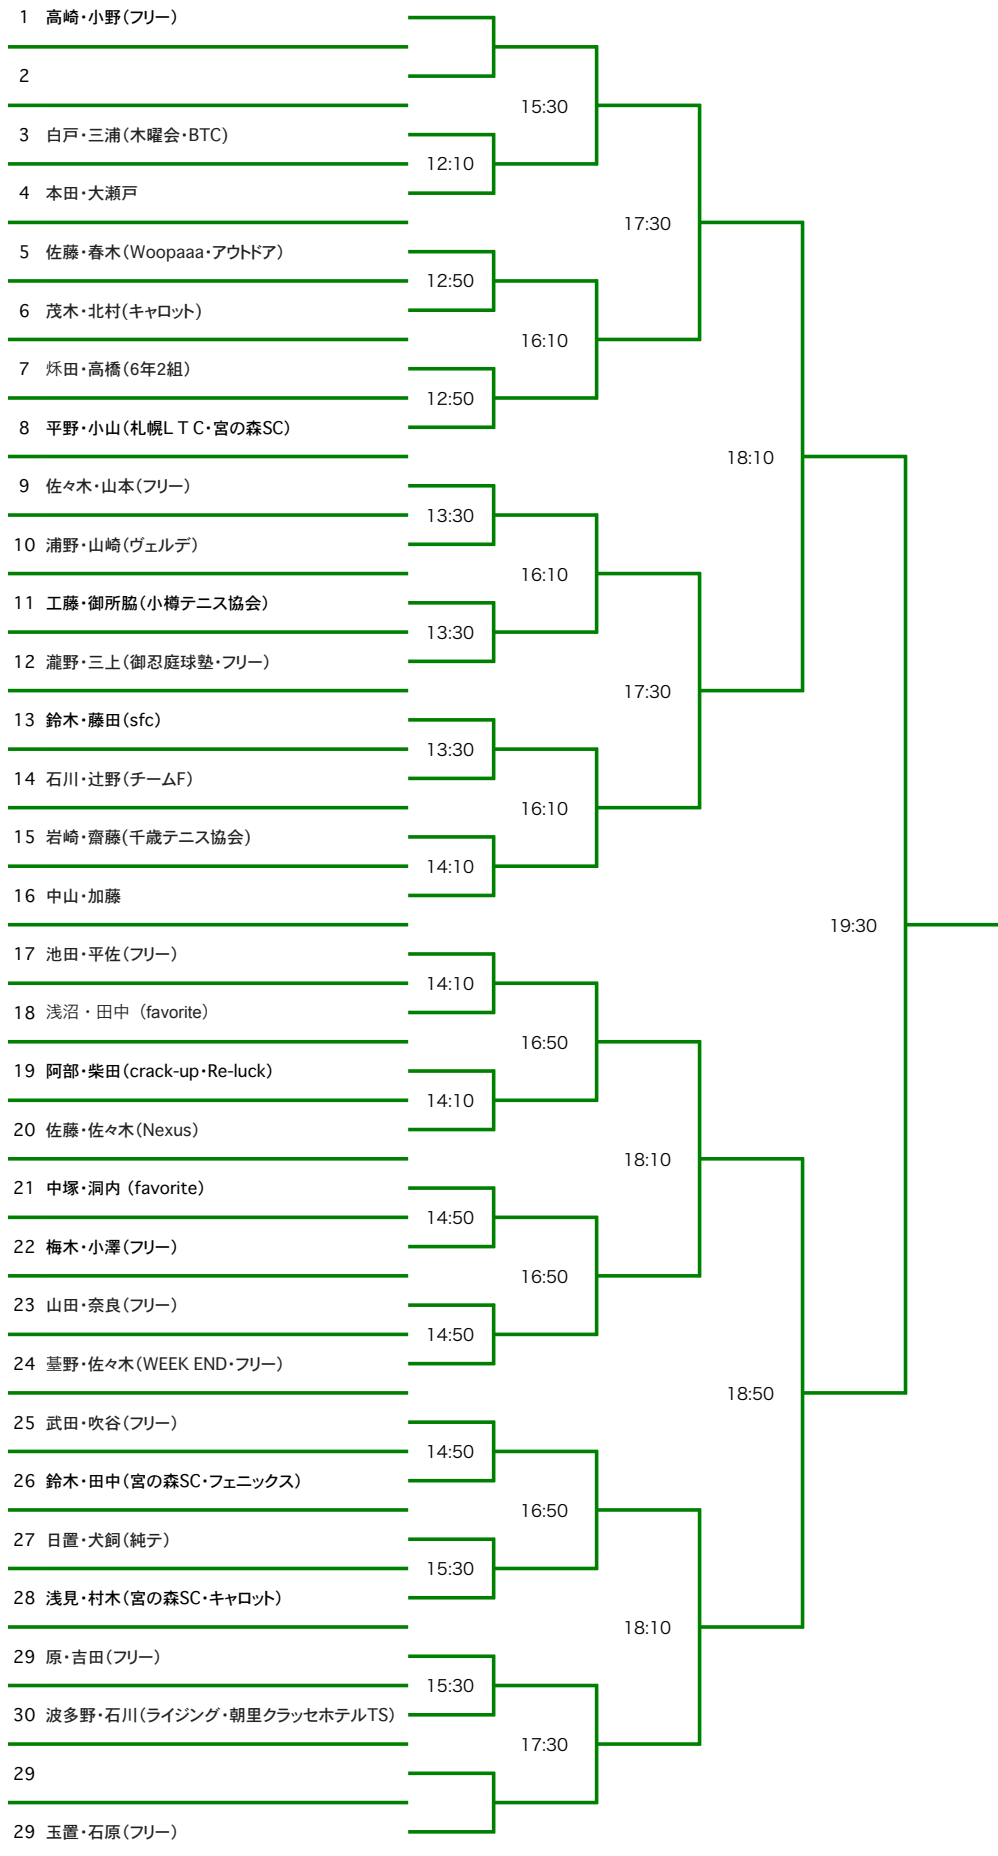 1 高崎・小野(フリー)
2
15:30
3 白戸・三浦(木曜会・BTC)
12:10
4 本田・大瀬戸
17:30
5 佐藤・春木(Woopaaa・アウトドア)
12:50
6 茂木・北村(キャロット)
16:10
7 烋田・高橋(6年2組)
12:50
8 平野・小山(札幌LTC・宮の森SC)
18:10
9 佐々木・山本(フリー)
13:30
10 浦野・山崎(ヴェルデ)
16:10
11 工藤・御所脇(小樽テニス協会)
13:30
12 瀧野・三上(御忍庭球塾・フリー)
17:30
13 鈴木・藤田(sfc)
13:30
14 石川・辻野(チームF)
16:10
15 岩崎・齋藤(千歳テニス協会)
14:10
16 中山・加藤
19:30
17 池田・平佐(フリー)
14:10
18 浅沼・田中 (favorite)
16:50
19 阿部・柴田(crack-up・Re-luck)
14:10
20 佐藤・佐々木(Nexus)
18:10
21 中塚・洞内 (favorite)
14:50
22 梅木・小澤(フリー)
16:50
23 山田・奈良(フリー)
14:50
24 野・佐々木(WEEK END・フリー)
18:50
25 武田・吹谷(フリー)
14:50
26 鈴木・田中(宮の森SC・フェニックス)
16:50
27 日置・犬飼(純テ)
15:30
28 浅見・村木(宮の森SC・キャロット)
18:10
29 原・吉田(フリー)
15:30
30 波多野・石川(ライジング・朝里クラッセホテルTS)
17:30
29
29 玉置・石原(フリー)